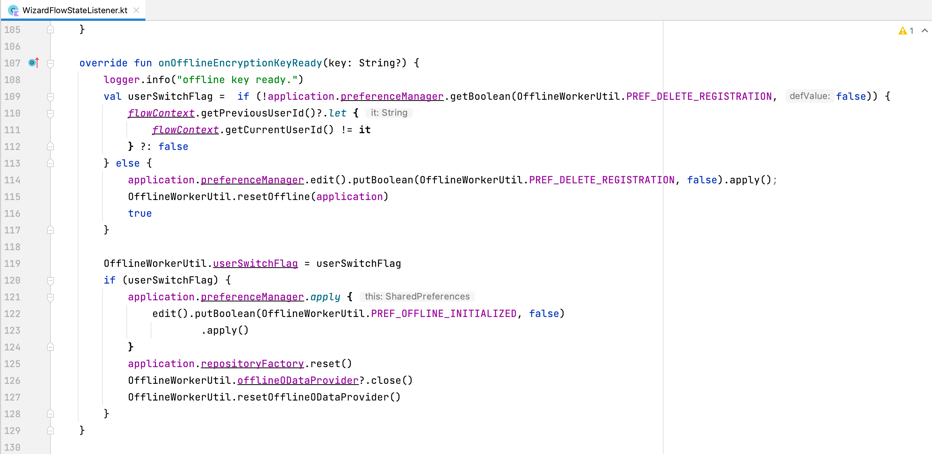 WizardFlowStateListener.kt
1
105 }
106
107 override fun onOfflineEncryptionKeyReady(key: String?) {
108 logger.info("offline key ready.")
109 val userSwitchFlag = if (!application.preferenceManager.getBoolean(OfflineWorkerUtil.PREF_DELETE_REGISTRATION, defValue: false)) {
110 flowContext.getPreviousUserId()?.let { it: String
111 flowContext.getCurrentUserId() != it
112 } ?: false
113 } else {
114 application.preferenceManager.edit().putBoolean(OfflineWorkerUtil.PREF_DELETE_REGISTRATION, false).apply();
115 OfflineWorkerUtil.resetOffline(application)
116 true
117 }
118
119 OfflineWorkerUtil.userSwitchFlag = userSwitchFlag
120 if (userSwitchFlag) {
121 application.preferenceManager.apply { this: SharedPreferences
122 edit().putBoolean(OfflineWorkerUtil.PREF_OFFLINE_INITIALIZED, false)
123 .apply()
124 }
125 application.repositoryFactory.reset()
126 OfflineWorkerUtil.offlineODataProvider?.close()
127 OfflineWorkerUtil.resetOfflineODataProvider()
128 }
129 }
130